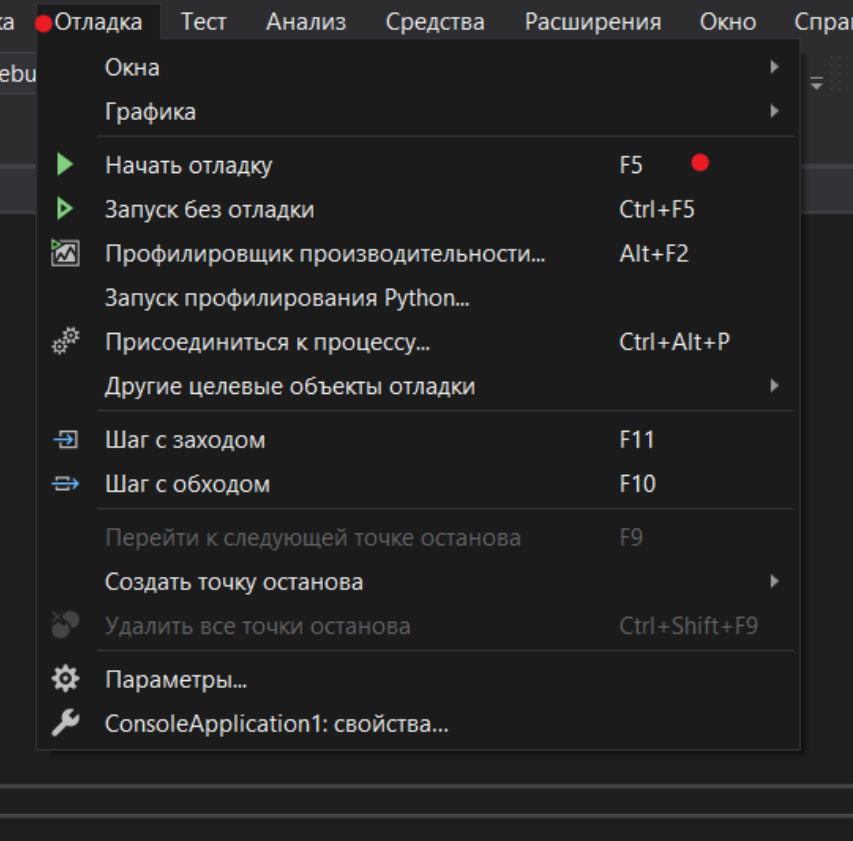 ка Отладка Тест Анализ Средства Расширения Окно Спра
ebu
Окна
Графика
Начать отладку F5
Запуск без отладки Ctrl+F5
Профилировщик производительности... Alt+F2
Запуск профилирования Python...
Присоединиться к процессу... Ctrl+Alt+P
Другие целевые объекты отладки
Шаг с заходом F11
Шаг с обходом F10
Перейти к следующей точке останова F9
Создать точку останова
Удалить все точки останова Ctrl+Shift+F9
Параметры...
ConsoleApplication1: свойства...